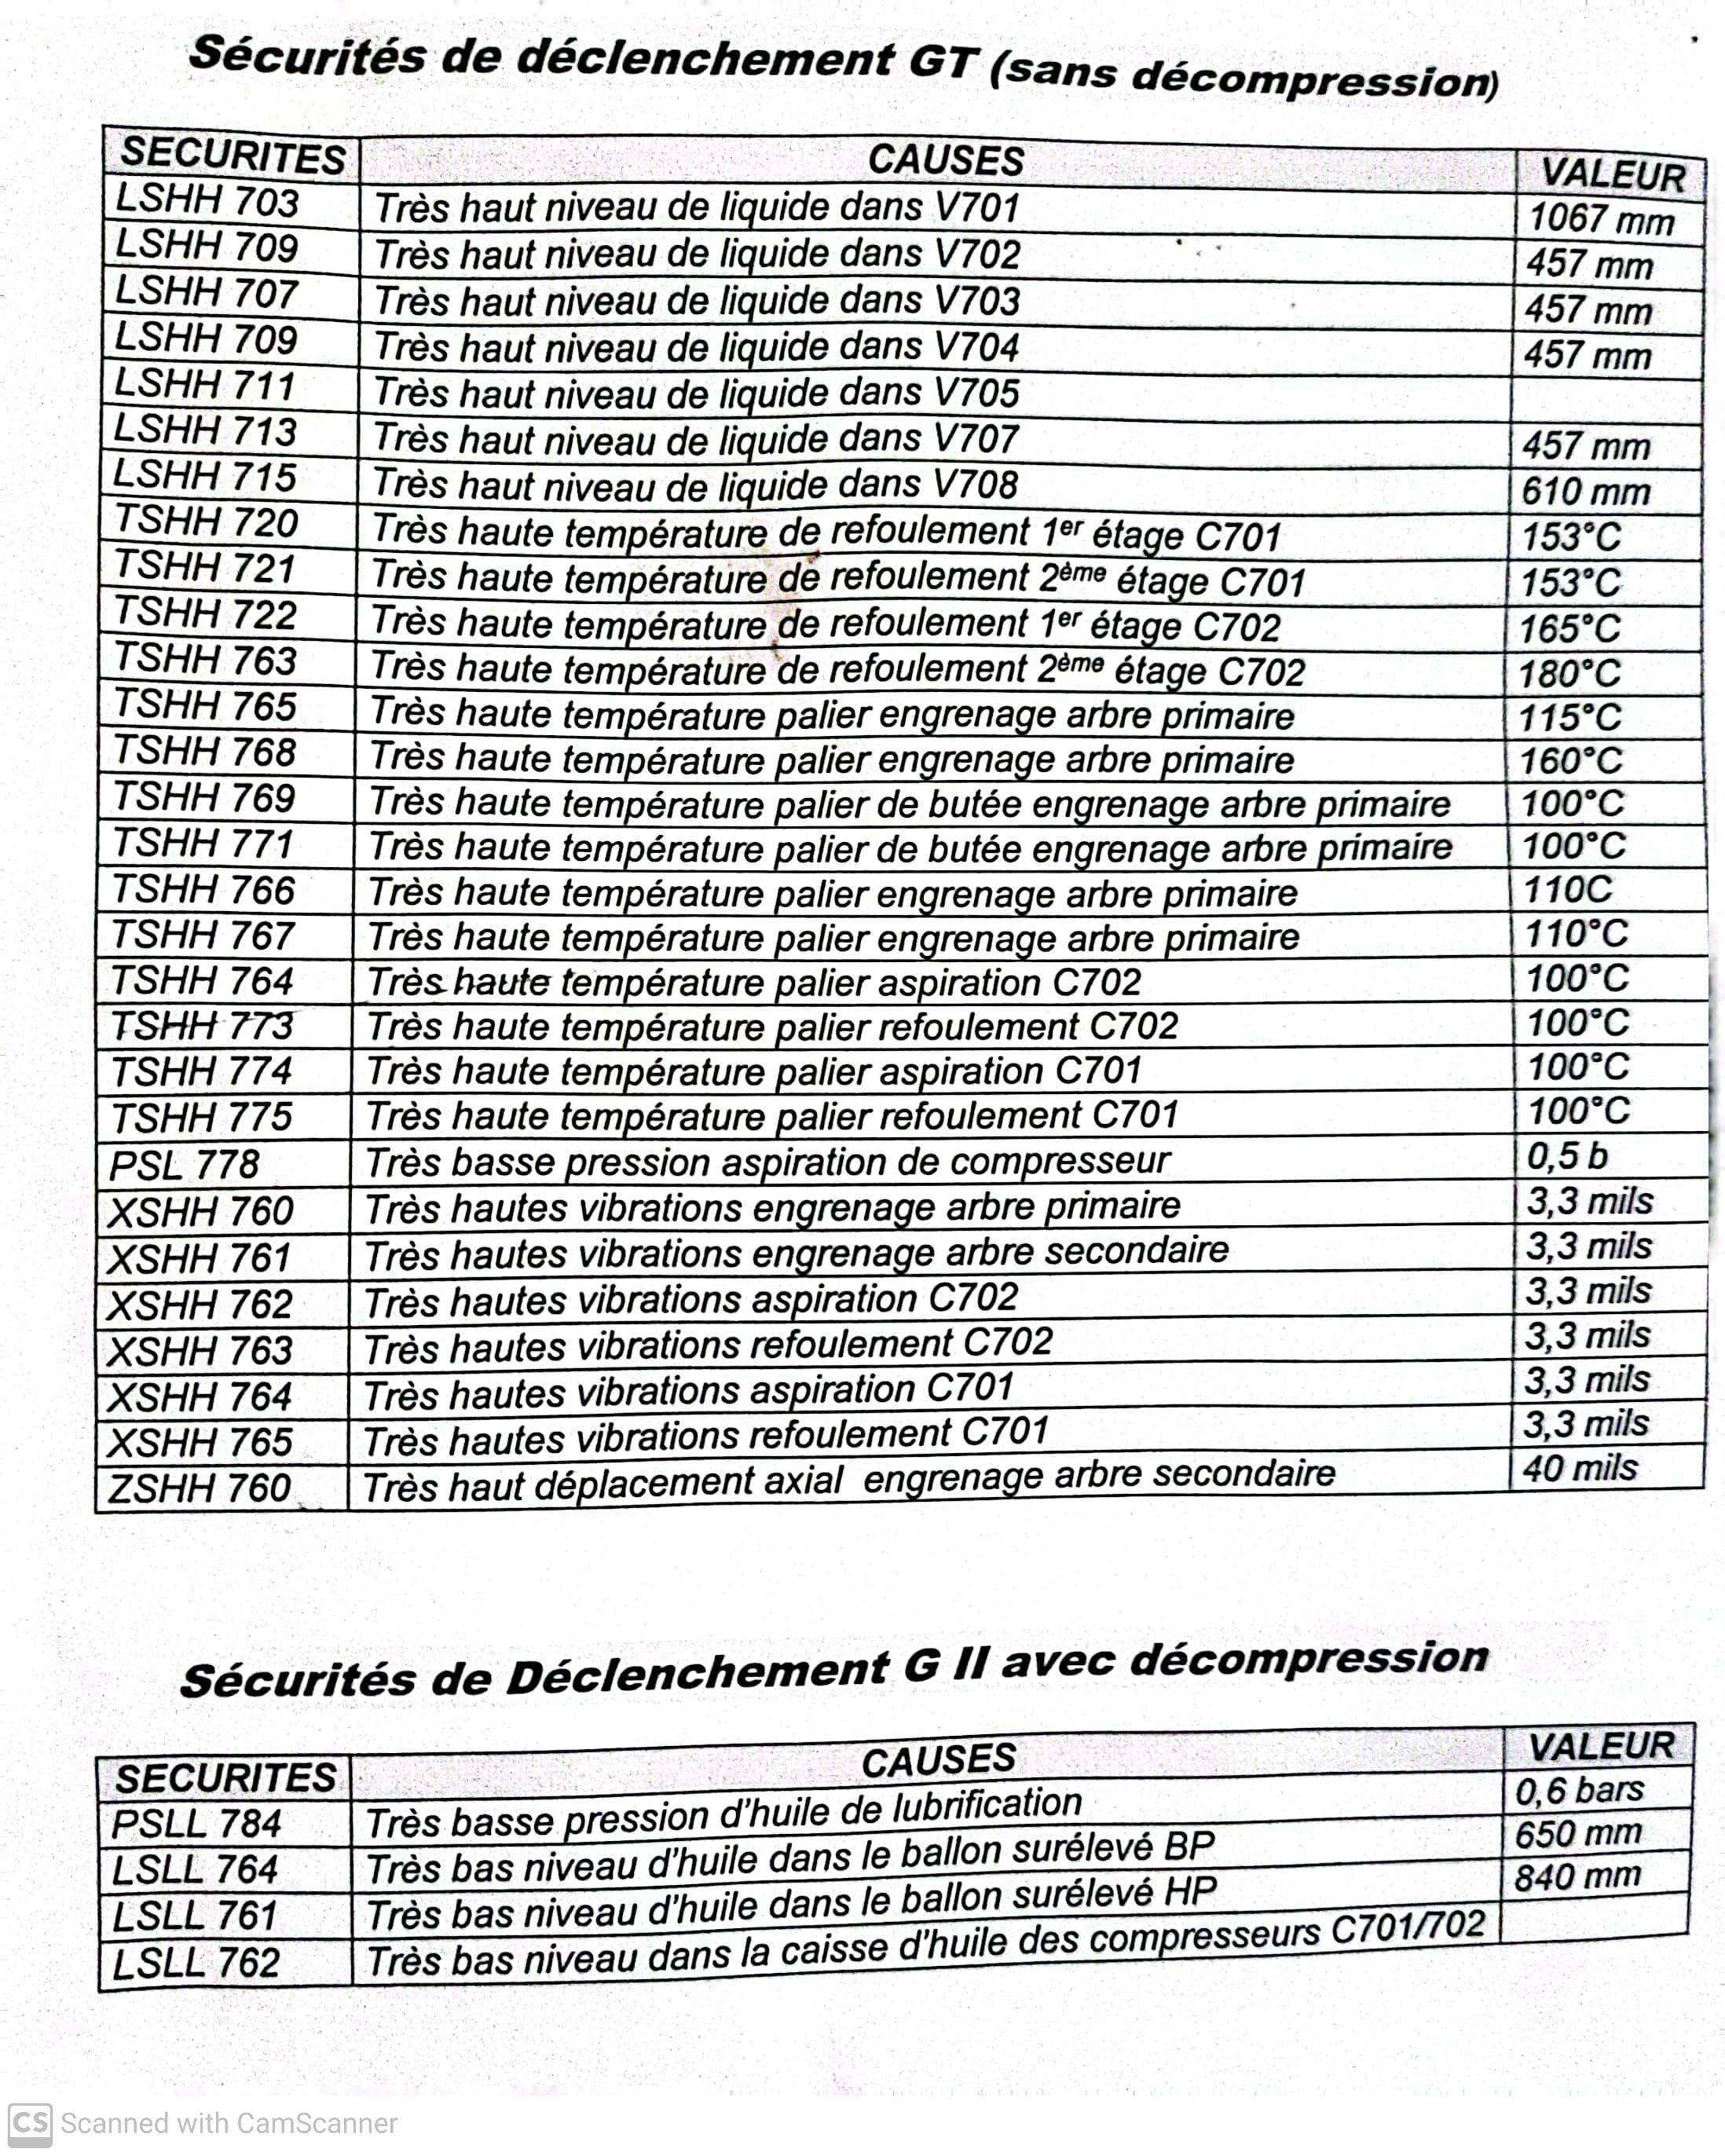 Sécurités de déclenchement GT (sans décompression)
SECURITES CAUSES VALEUR
LSHH 703 Très haut niveau de liquide dans V701 1067 mm
LSHH 709 Très haut niveau de liquide dans V702 457 mm
LSHH 707 Très haut niveau de liquide dans V703 457 mm
LSHH 709 Très haut niveau de liquide dans V704 457 mm
LSHH 711 Très haut niveau de liquide dans V705
LSHH 713 Très haut niveau de liquide dans V707 457 mm
LSHH 715 Très haut niveau de liquide dans V708 610 mm
TSHH 720 Très haute température de refoulement 1er étage C701 153°C
TSHH 721 Très haute température de refoulement 2ème étage C701 153°C
TSHH 722 Très haute température de refoulement 1er étage C702 165°C
TSHH 763 Très haute température de refoulement 2ème étage C702 180°C
TSHH 765 Très haute température palier engrenage arbre primaire 115°C
TSHH 768 Très haute température palier engrenage arbre primaire 160°C
TSHH 769 Très haute température palier de butée engrenage arbre primaire 100°C
TSHH 771 Très haute température palier de butée engrenage arbre primaire 100°C
TSHH 766 Très haute température palier engrenage arbre primaire 110C
TSHH 767 Très haute température palier engrenage arbre primaire 110°C
TSHH 764 Très haute température palier aspiration C702 100°C
TSHH 773 Très haute température palier refoulement C702 100°C
TSHH 774 Très haute température palier aspiration C701 100°C
TSHH 775 Très haute température palier refoulement C701 100°C
PSL 778 Très basse pression aspiration de compresseur 0,5 b
XSHH 760 Très hautes vibrations engrenage arbre primaire 3,3 mils
XSHH 761 Très hautes vibrations engrenage arbre secondaire 3,3 mils
XSHH 762 Très hautes vibrations aspiration C702 3,3 mils
XSHH 763 Très hautes vibrations refoulement C702 3,3 mils
XSHH 764 Très hautes vibrations aspiration C701 3,3 mils
XSHH 765 Très hautes vibrations refoulement C701 3,3 mils
ZSHH 760 Très haut déplacement axial engrenage arbre secondaire 40 mils
Sécurités de Déclenchement G II avec décompression
SECURITES CAUSES VALEUR
PSLL 784 Très basse pression d'huile de lubrification 0,6 bars
LSLL 764 Très bas niveau d'huile dans le ballon surélevé BP 650 mm
LSLL 761 Très bas niveau d'huile dans le ballon surélevé HP 840 mm
LSLL 762 Très bas niveau dans la caisse d'huile des compresseurs C701/702
CS Scanned with CamScanner